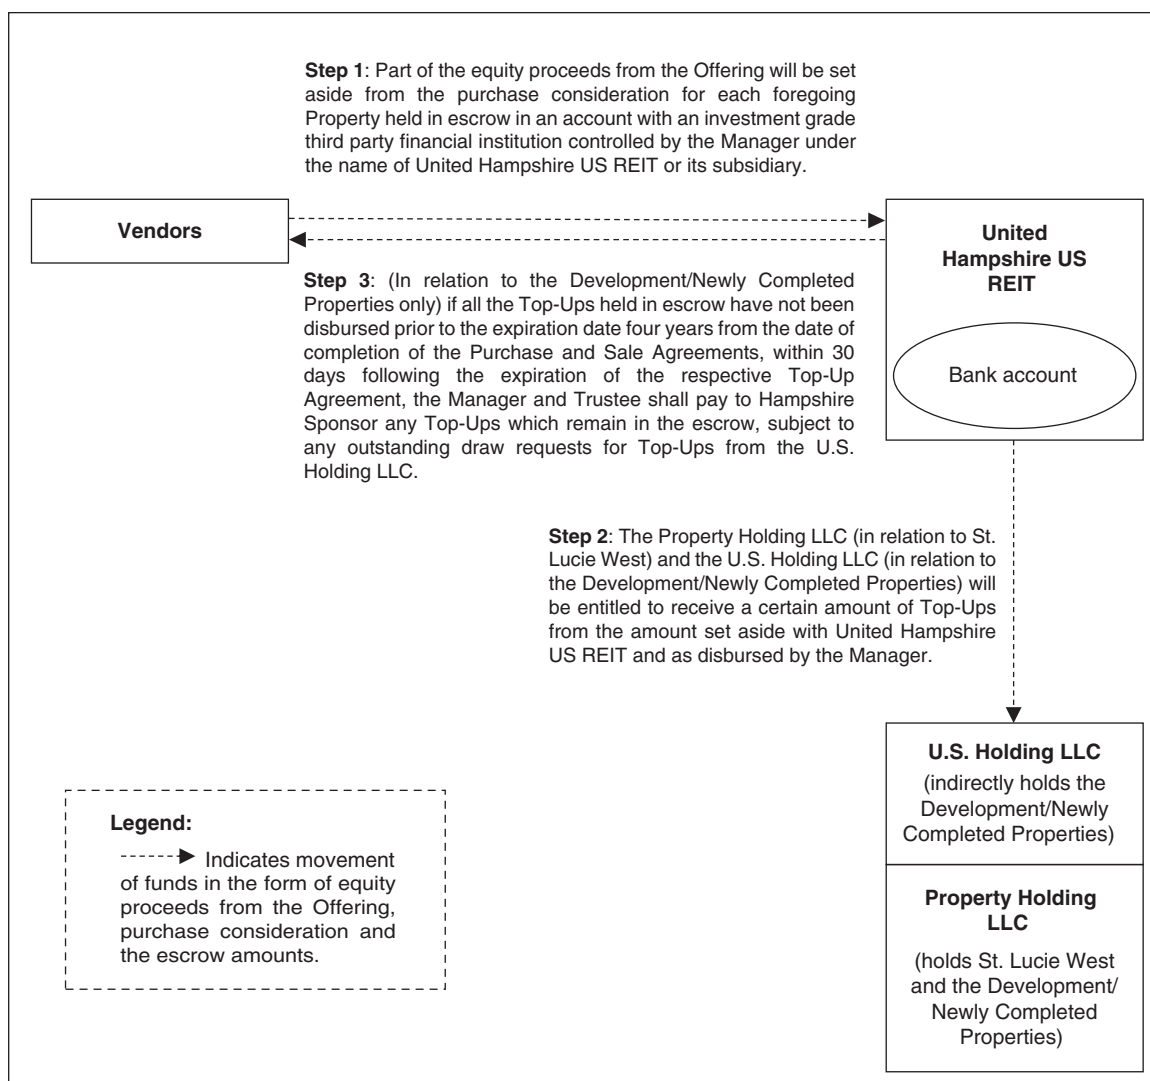 Step 1: Part of the equity proceeds from the Offering will be set
aside from the purchase consideration for each foregoing
Property held in escrow in an account with an investment grade
third party financial institution controlled by the Manager under
the name of United Hampshire US REIT or its subsidiary.
Vendors
United
Hampshire US
REIT
Bank account
Step 3: (In relation to the Development/Newly Completed
Properties only) if all the Top-Ups held in escrow have not been
disbursed prior to the expiration date four years from the date of
completion of the Purchase and Sale Agreements, within 30
days following the expiration of the respective Top-Up
Agreement, the Manager and Trustee shall pay to Hampshire
Sponsor any Top-Ups which remain in the escrow, subject to
any outstanding draw requests for Top-Ups from the U.S.
Holding LLC.
Step 2: The Property Holding LLC (in relation to St.
Lucie West) and the U.S. Holding LLC (in relation to
the Development/Newly Completed Properties) will
be entitled to receive a certain amount of Top-Ups
from the amount set aside with United Hampshire
US REIT and as disbursed by the Manager.
U.S. Holding LLC
(indirectly holds the
Development/Newly
Completed Properties)
Property Holding
LLC
(holds St. Lucie West
and the Development/
Newly Completed
Properties)
Legend:
Indicates movement
of funds in the form of equity
proceeds from the Offering,
purchase consideration and
the escrow amounts.